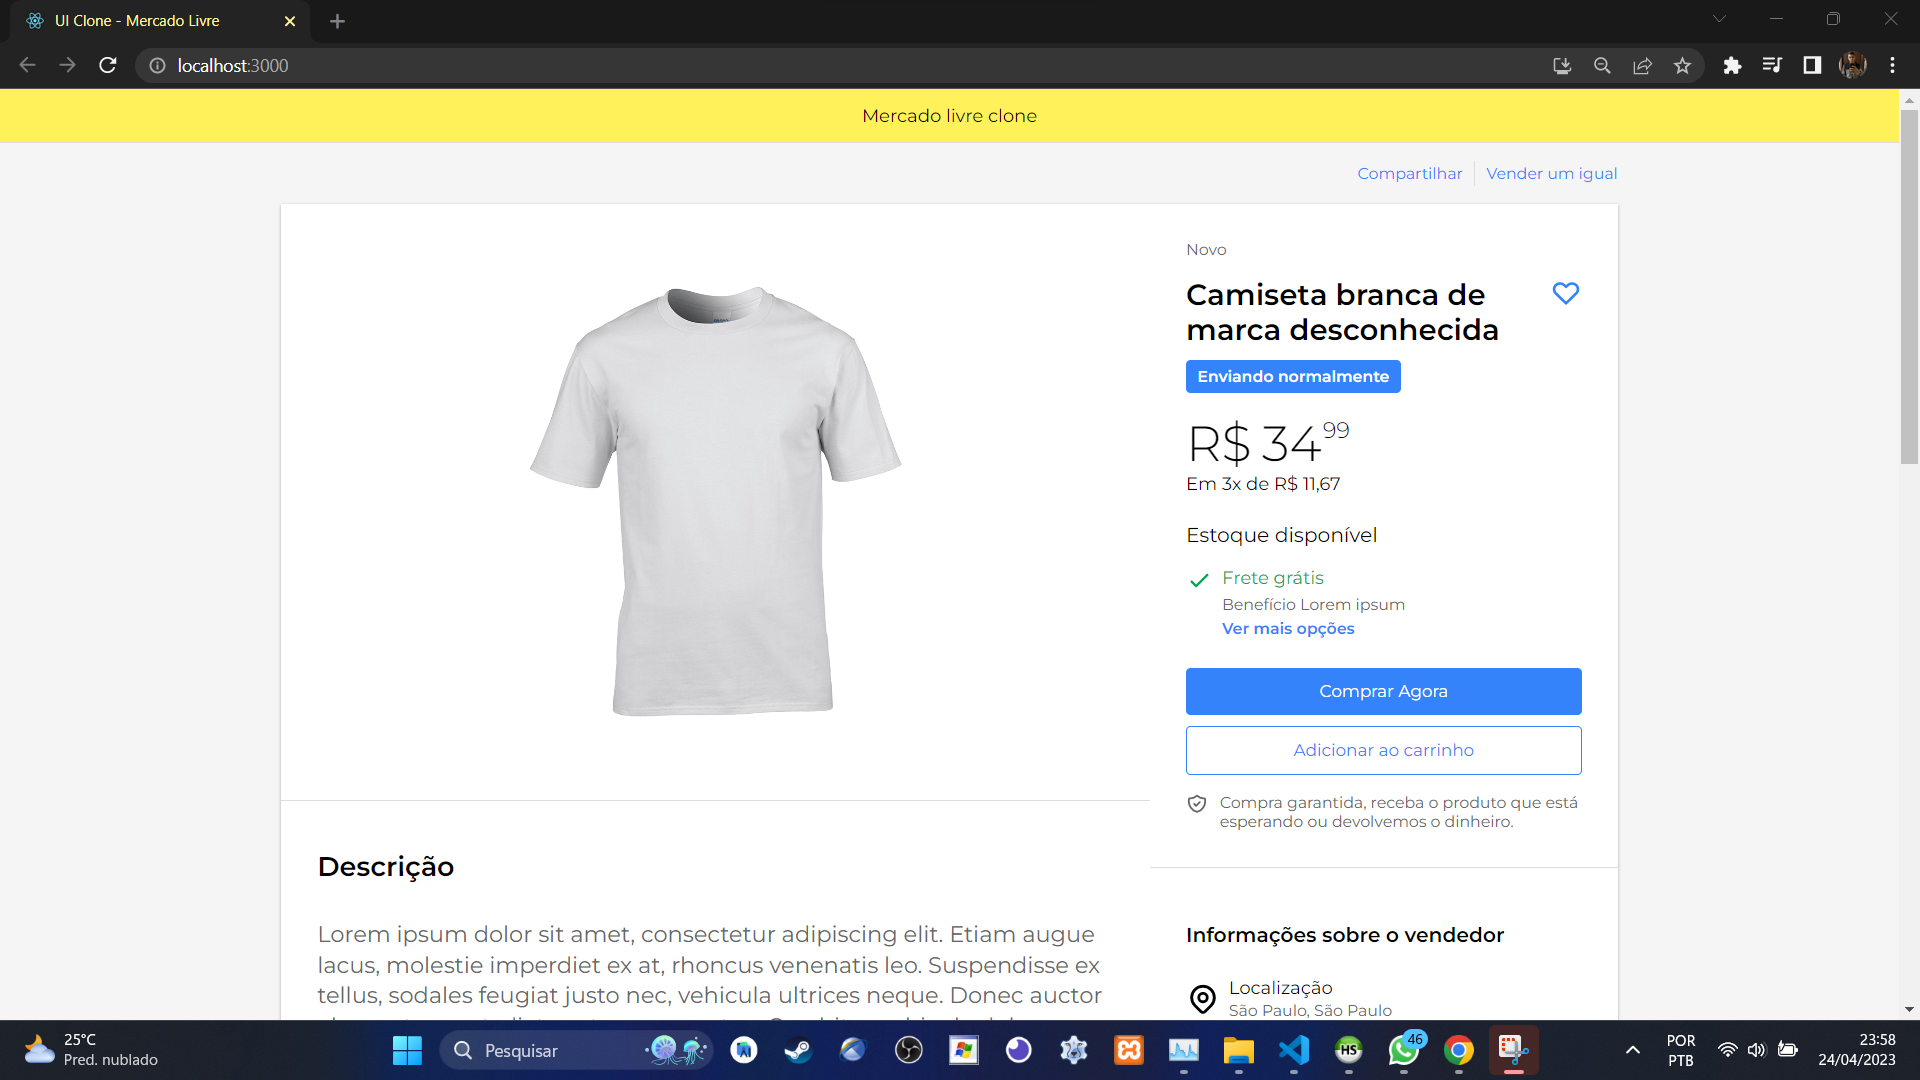 UI Clone - Mercado Livre
localhost:3000
Mercado livre clone
Compartilhar
Vender um igual
Novo
Camiseta branca de
marca desconhecida
Enviando normalmente
R$ 34 99
Em 3x de R$ 11,67
Estoque disponível
Frete grátis
Benefício Lorem ipsum
Ver mais opções
Comprar Agora
Adicionar ao carrinho
Compra garantida, receba o produto que está
esperando ou devolvemos o dinheiro.
Descrição
Lorem ipsum dolor sit amet, consectetur adipiscing elit. Etiam augue
lacus, molestie imperdiet ex at, rhoncus venenatis leo. Suspendisse ex
tellus, sodales feugiat justo nec, vehicula ultrices neque. Donec auctor
Informações sobre o vendedor
Localização
São Paulo, São Paulo
25°C
Pred. nublado
Pesquisar
HS
46
POR
PTB
23:58
24/04/2023